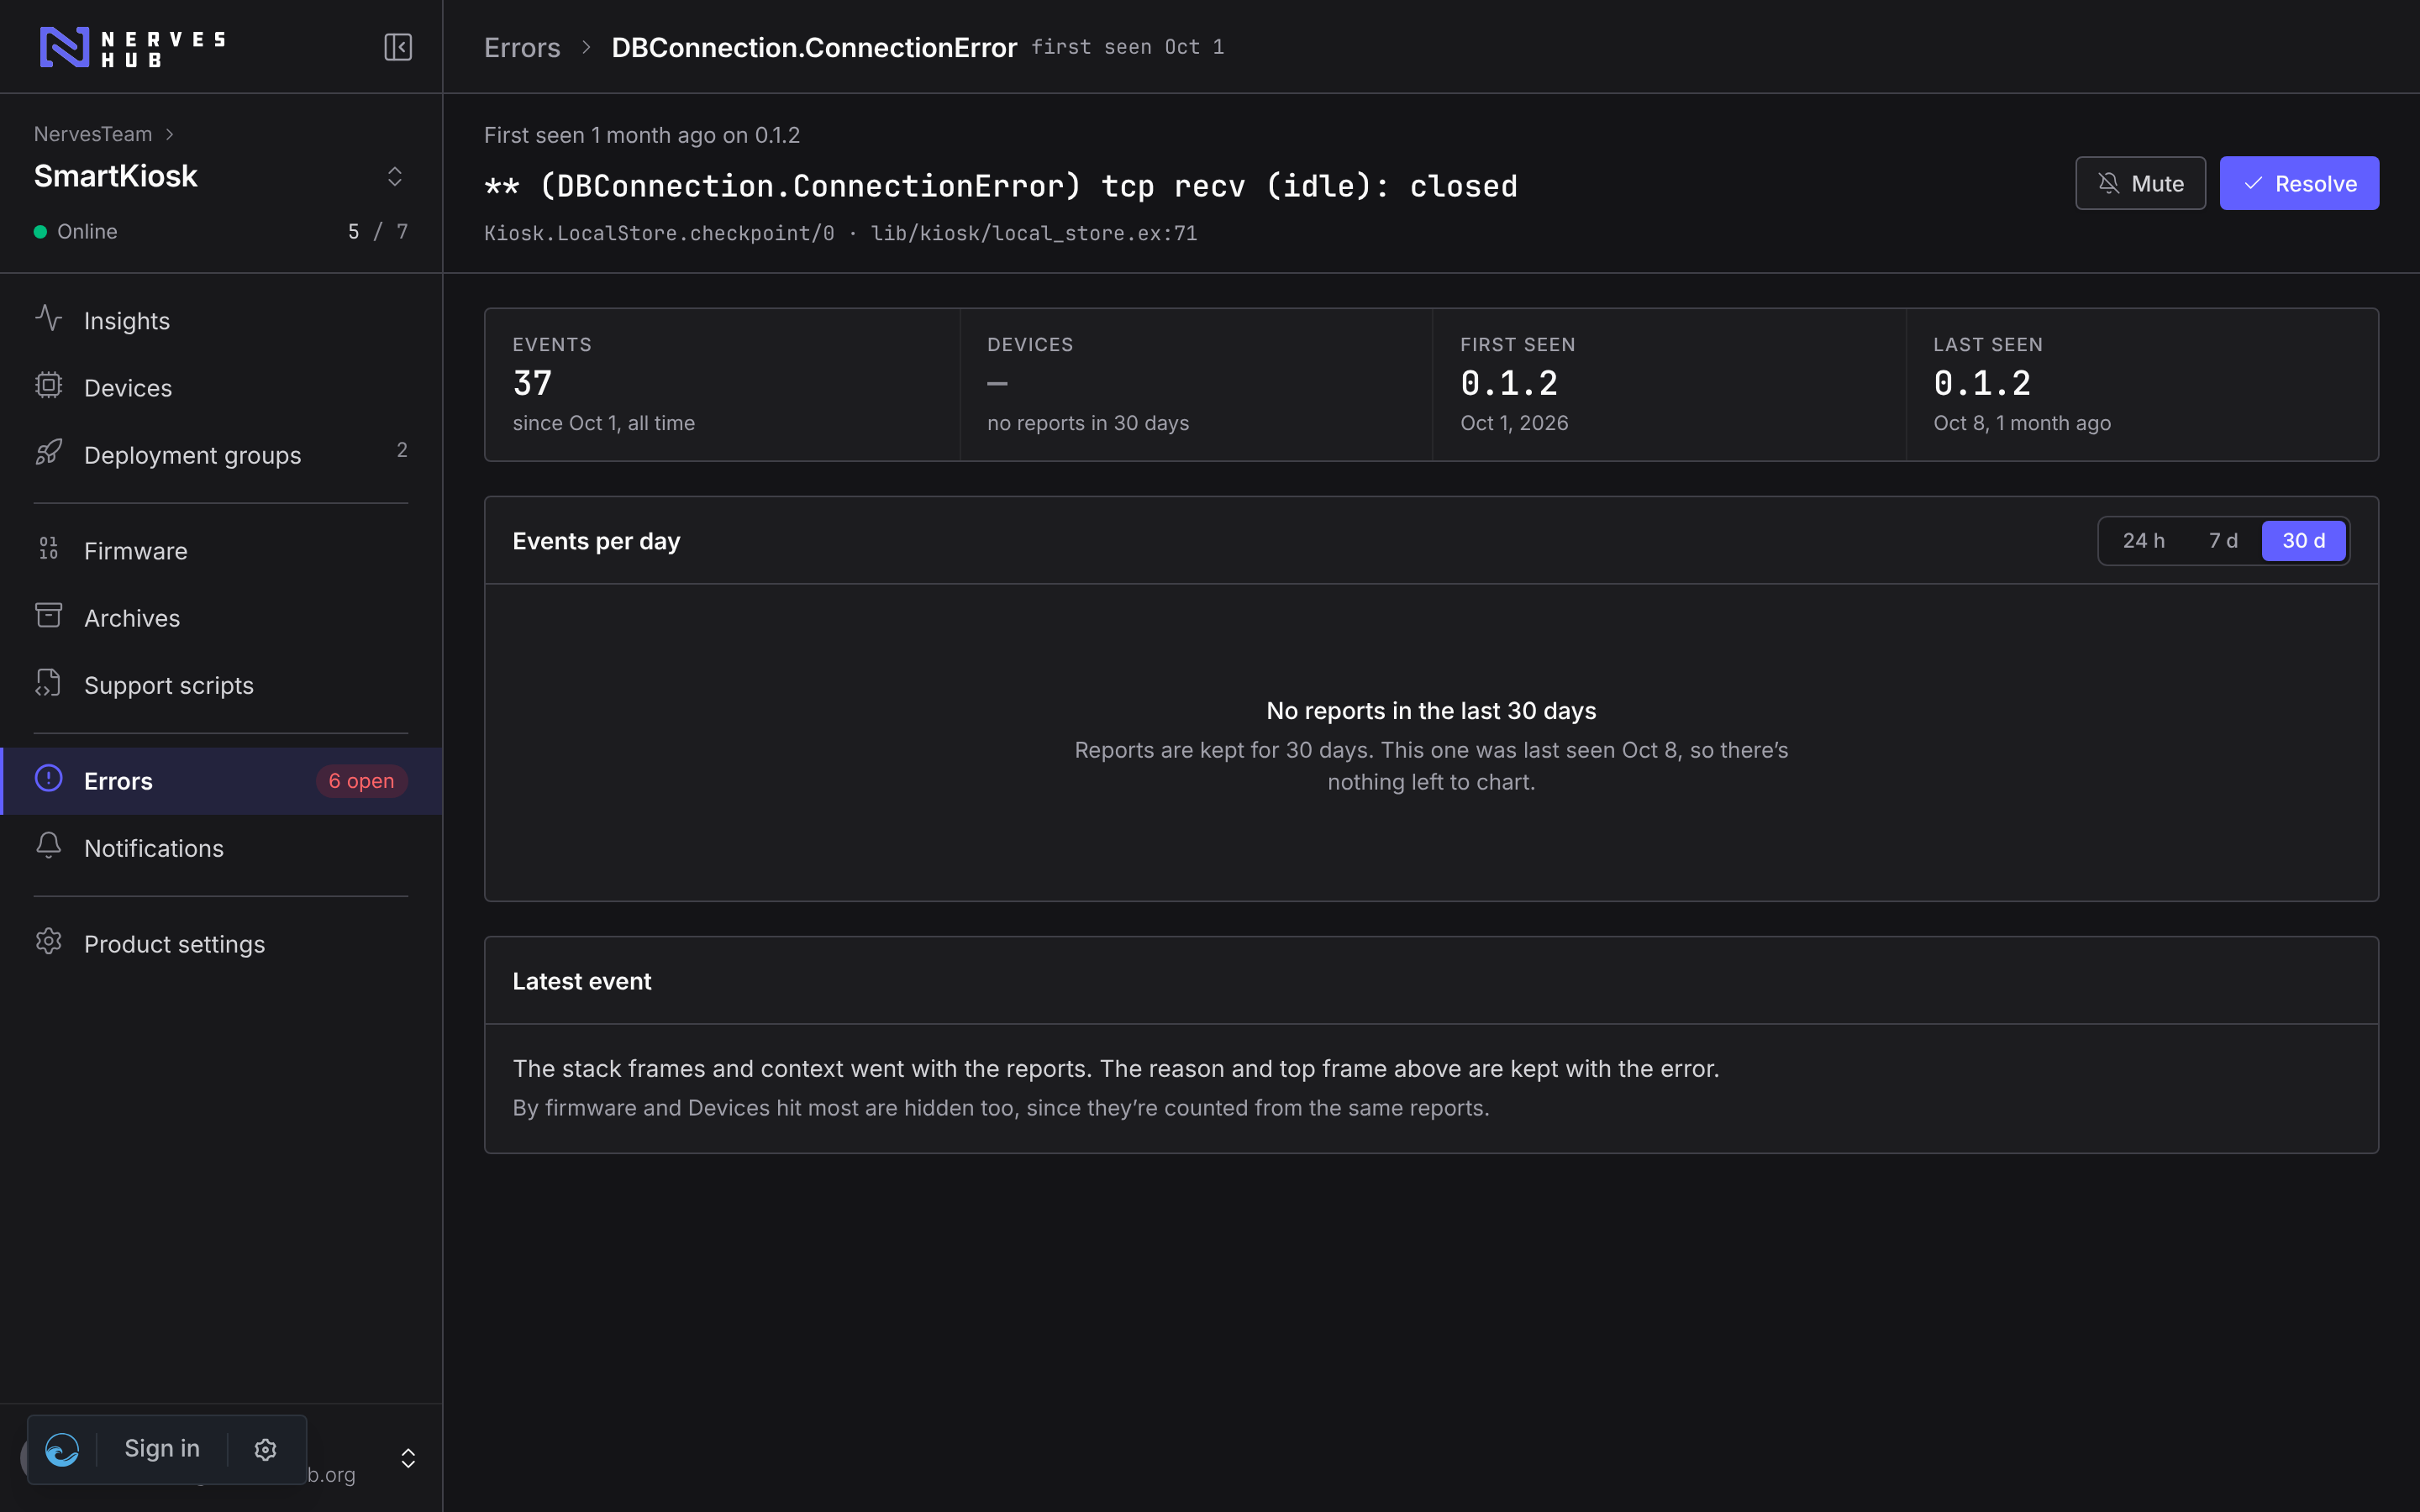 NERVES
HUB
Errors > DBConnection.ConnectionError first seen Oct 1
NervesTeam >
SmartKiosk
Online 5 / 7
Insights
Devices
Deployment groups 2
Firmware
Archives
Support scripts
Errors 6 open
Notifications
Product settings
Sign in
b.org
First seen 1 month ago on 0.1.2
** (DBConnection.ConnectionError) tcp recv (idle): closed
Kiosk.LocalStore.checkpoint/0 · lib/kiosk/local_store.ex:71
Mute
Resolve
EVENTS
37
since Oct 1, all time
DEVICES
—
no reports in 30 days
FIRST SEEN
0.1.2
Oct 1, 2026
LAST SEEN
0.1.2
Oct 8, 1 month ago
Events per day
24 h 7 d 30 d
No reports in the last 30 days
Reports are kept for 30 days. This one was last seen Oct 8, so there’s
nothing left to chart.
Latest event
The stack frames and context went with the reports. The reason and top frame above are kept with the error.
By firmware and Devices hit most are hidden too, since they’re counted from the same reports.